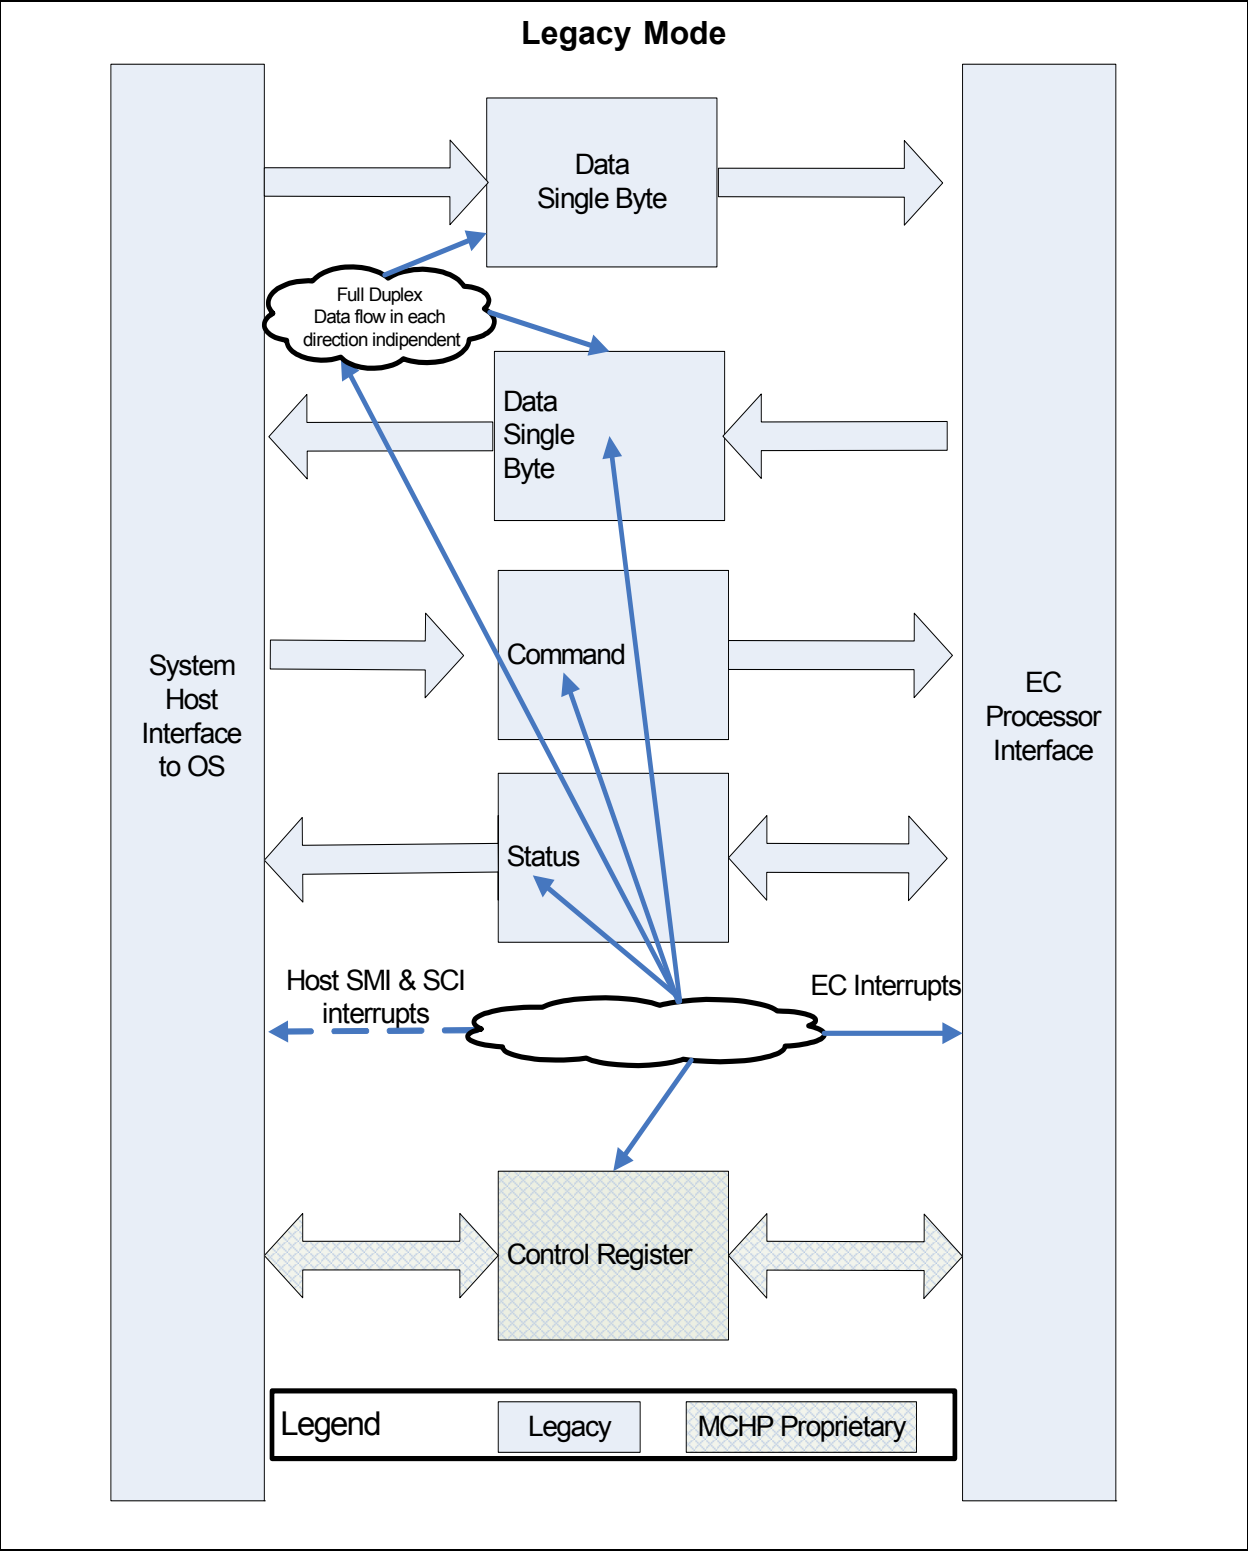 Legacy Mode
Data
Single Byte
Full Duplex
Data flow in each
direction indipendent
Data
Single
Byte
System
Host
Interface
to OS
Command
EC
Processor
Interface
Status
Host SMI & SCI
interrupts
EC Interrupts
Control Register
Legend
Legacy
MCHP Proprietary